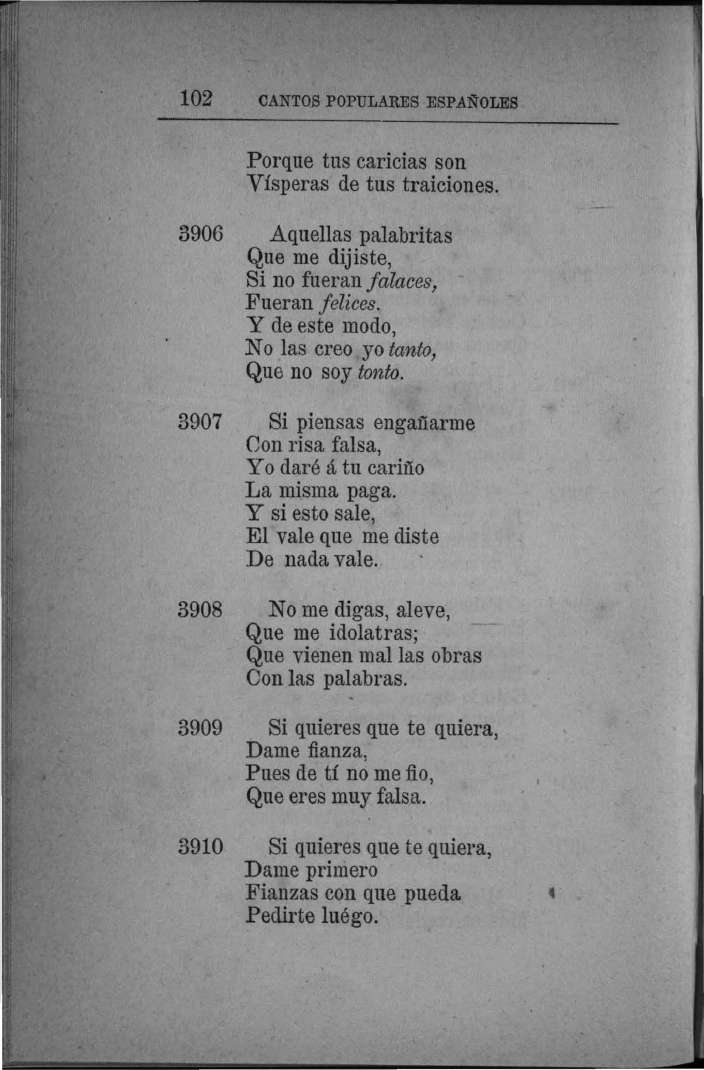 102 CANTOS POPULARES ESPAÑOLES
Porque tus caricias son
Vísperas de tus traiciones.
3906 Aquellas palabritas
Que me dijiste,
Si no fueran falaces,
Fueran felices.
Y de este modo,
No las creo yo tanto,
Que no soy tonto.
3907 Si piensas engañarme
Con risa falsa,
Yo daré á tu cariño
La misma paga.
Y si esto sale,
El vale que me diste
De nada vale.
3908 No me digas, aleve,
Que me idolatras;
Que vienen mal las obras
Con las palabras.
3909 Si quieres que te quiera,
Dame fianza,
Pues de tí no me fio,
Que eres muy falsa.
3910 Si quieres que te quiera,
Dame primero
Fianzas con que pueda
Pedirte luégo.